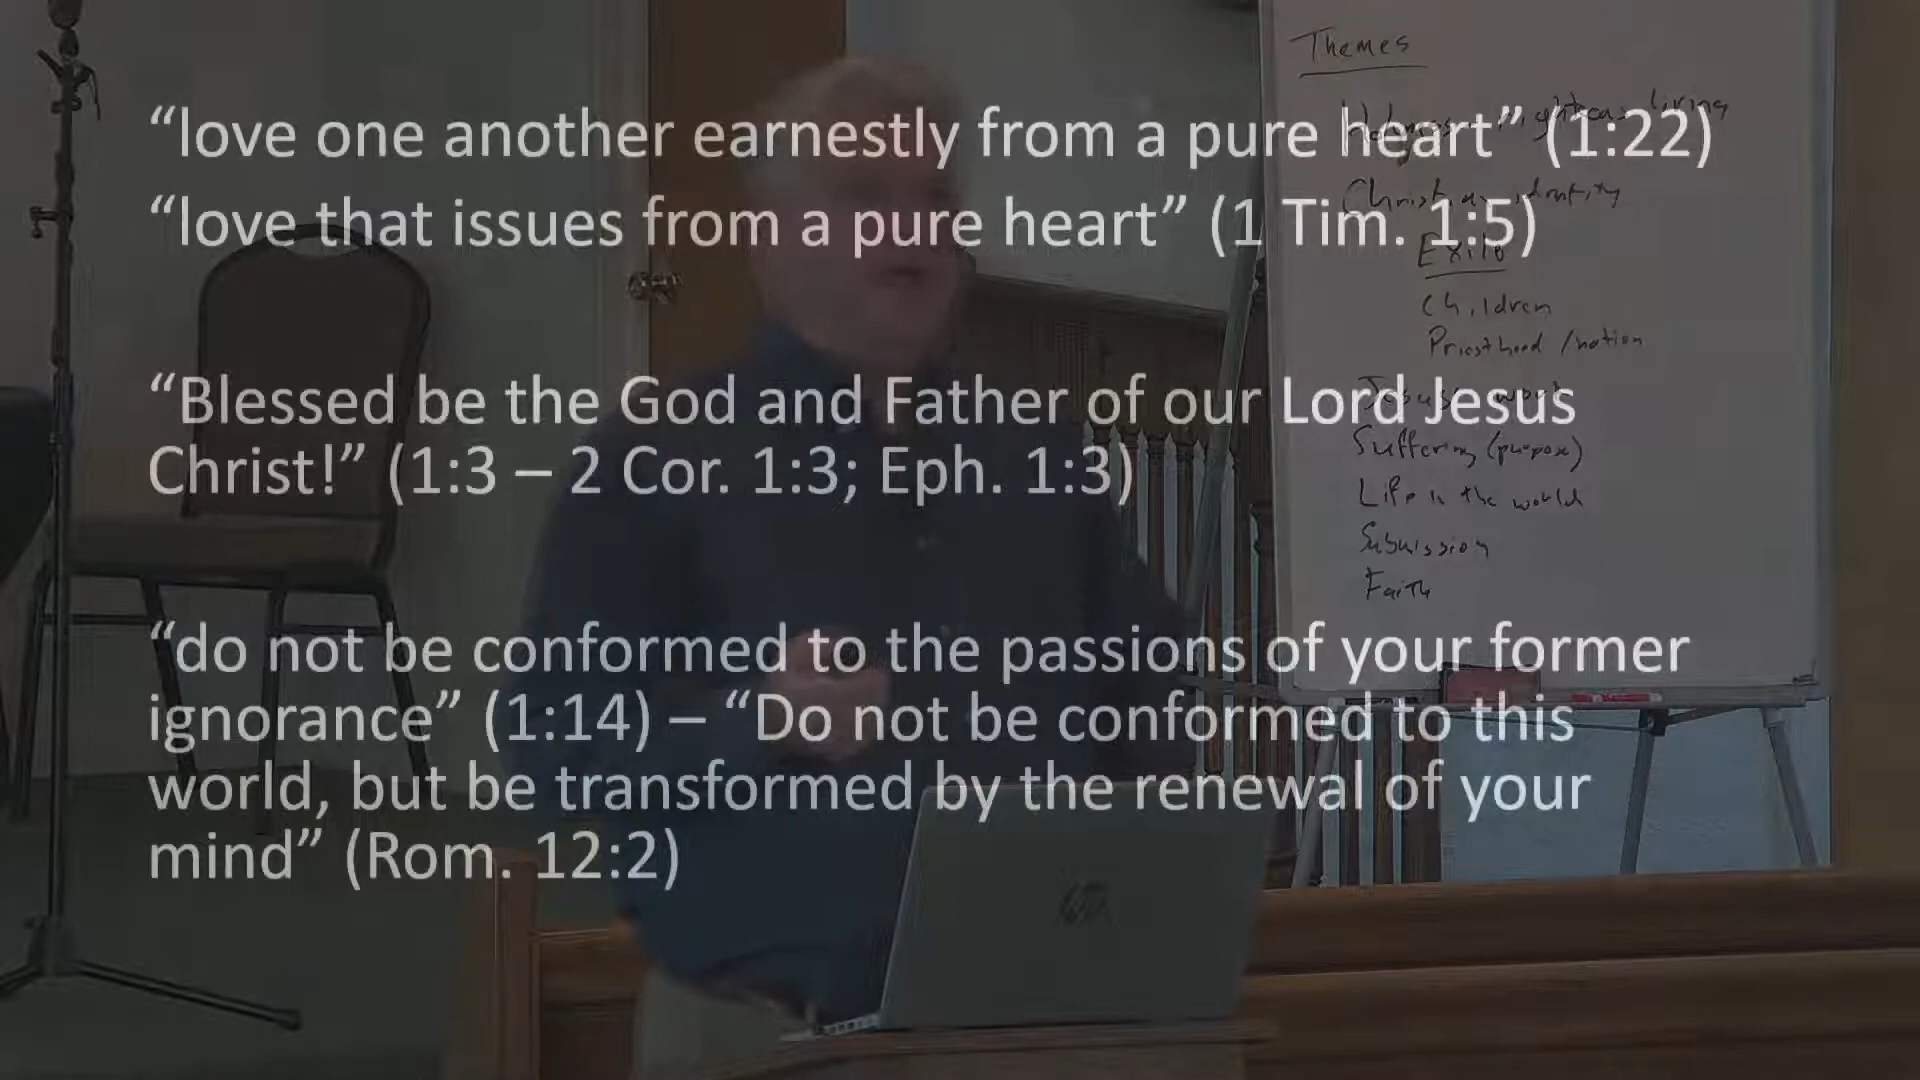 “love one another earnestly from a pure heart” (1:22)
“love that issues from a pure heart” (1 Tim. 1:5)
“Blessed be the God and Father of our Lord Jesus
Christ!” (1:3 – 2 Cor. 1:3; Eph. 1:3)
“do not be conformed to the passions of your former
ignorance” (1:14) – “Do not be conformed to this
world, but be transformed by the renewal of your
mind” (Rom. 12:2)
Themes
living
identity
Exile
Children
Priesthood / nation
Jesus' work
Suffering (purpose)
Life in the world
Submission
Faith
hp